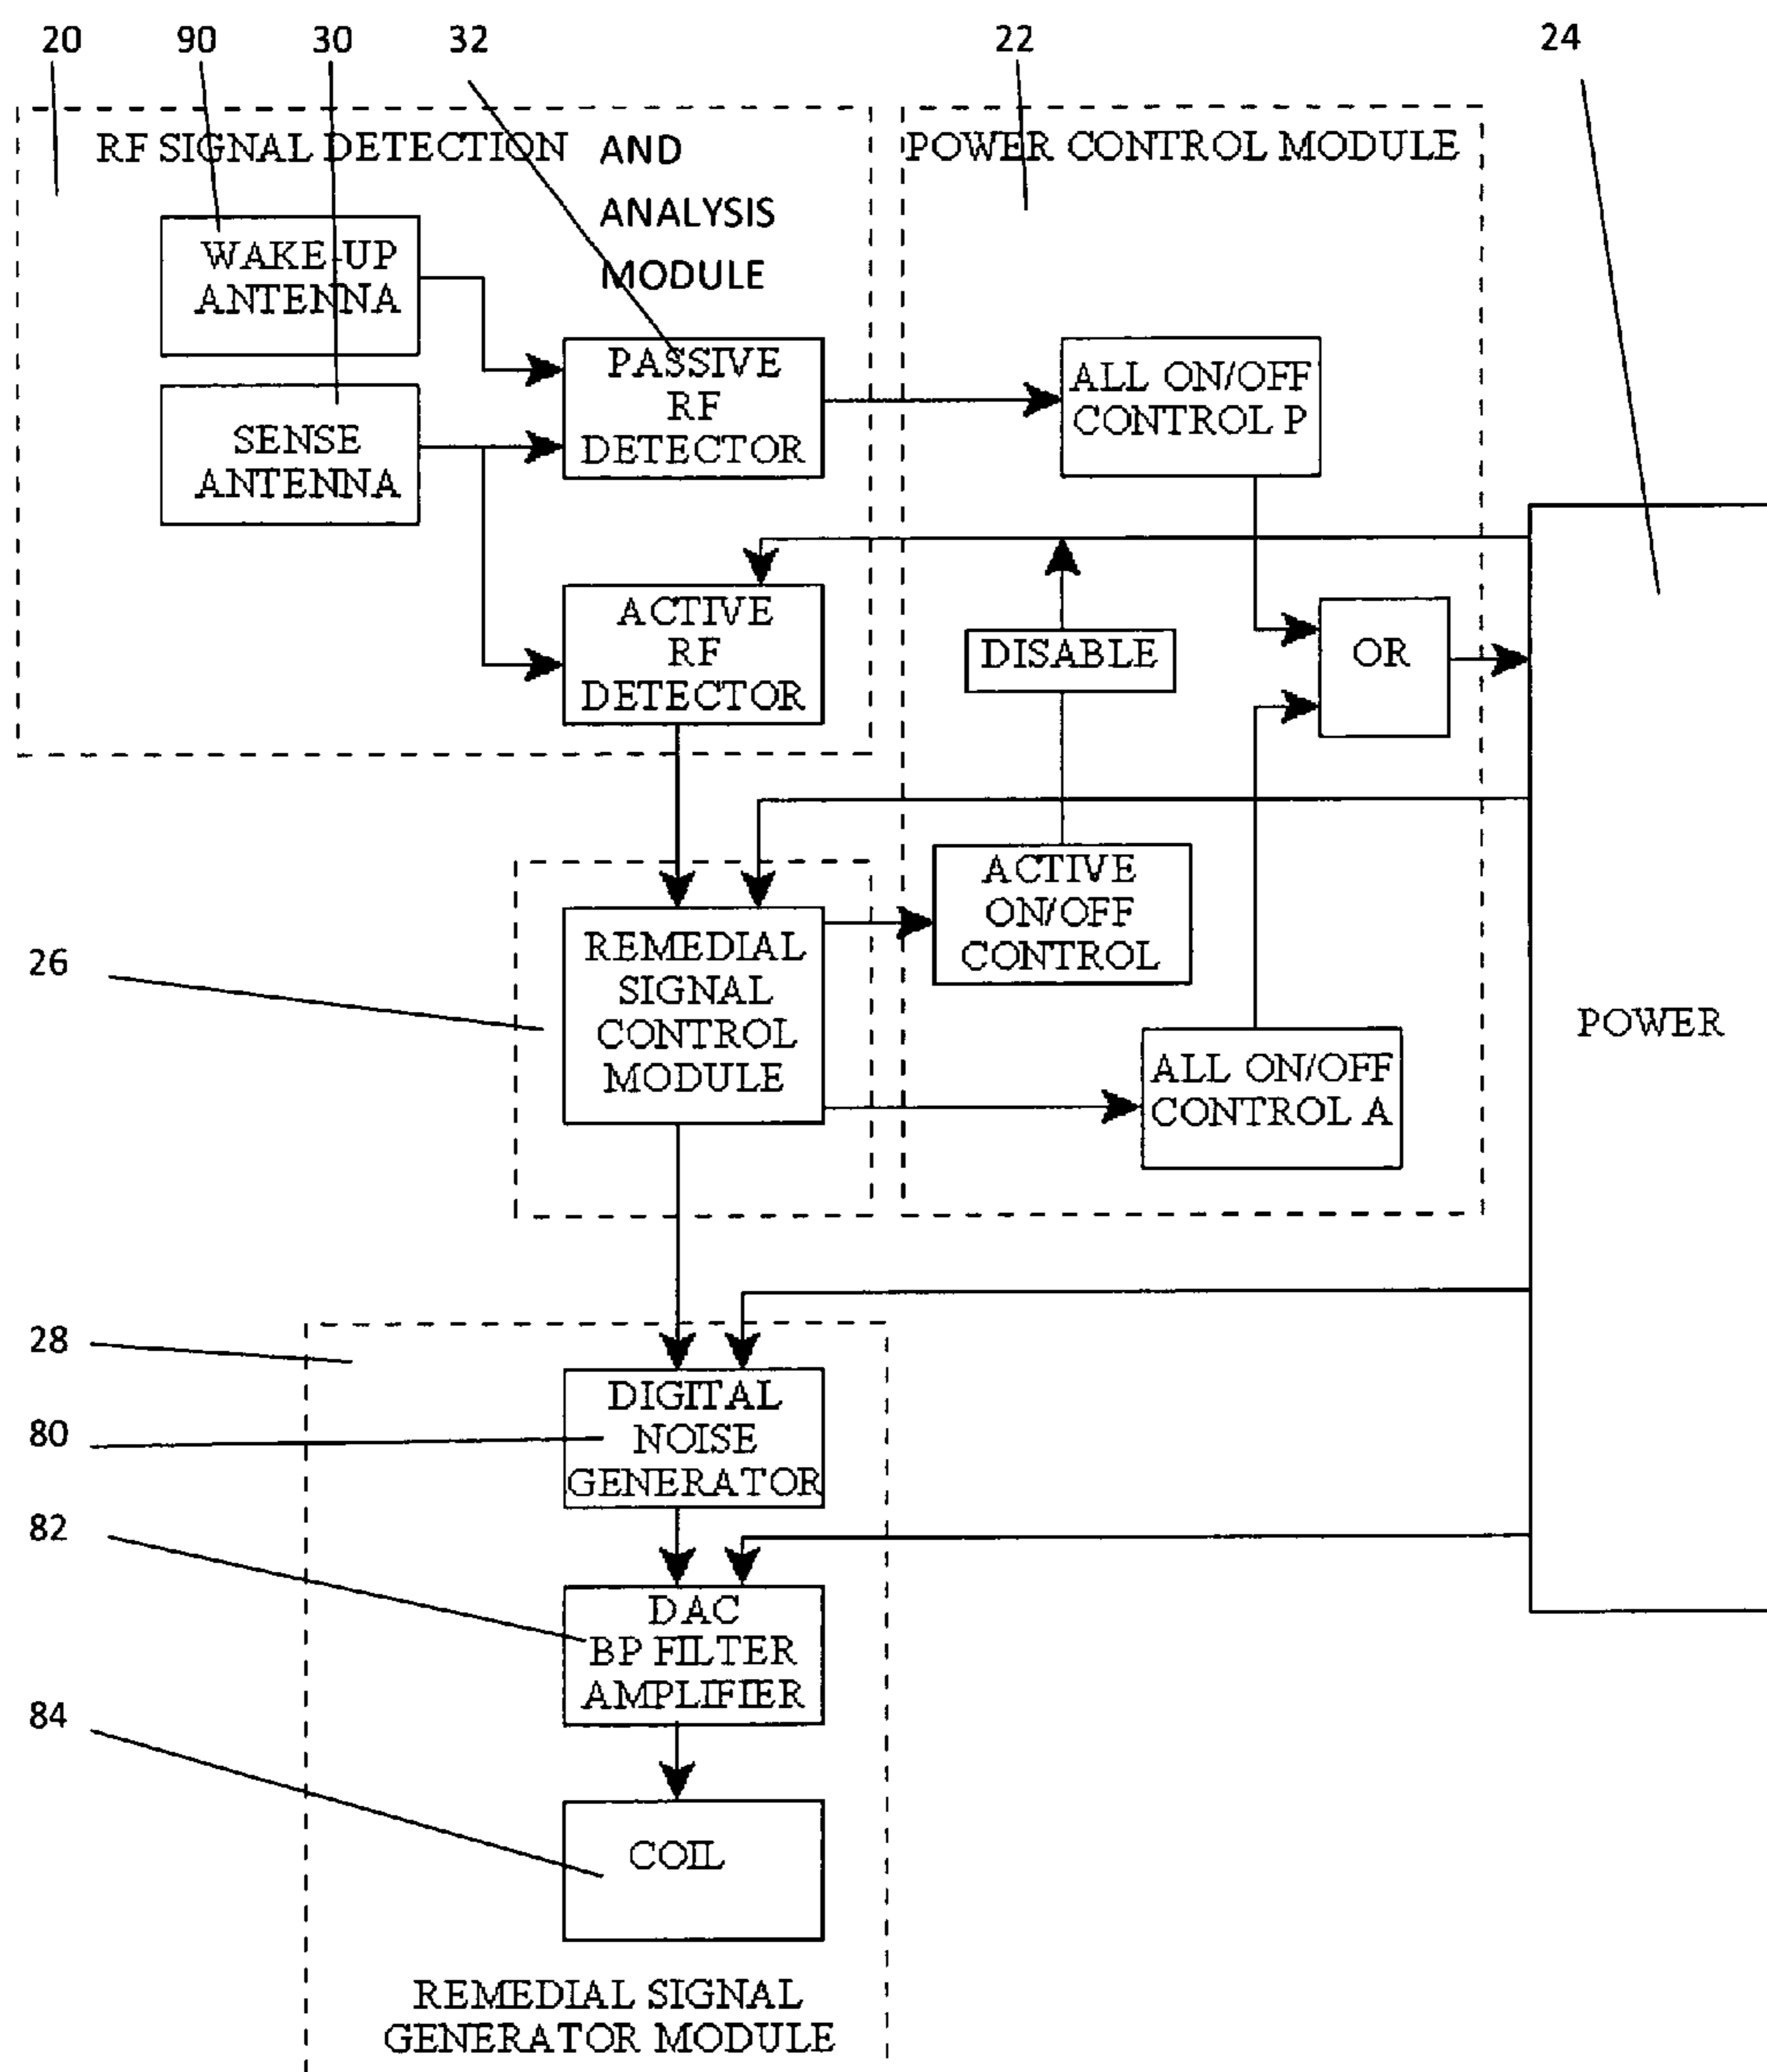 20 90 30 32 22 24
RF SIGNAL DETECTION AND
ANALYSIS
MODULE
POWER CONTROL MODULE
WAKE-UP
ANTENNA
SENSE
ANTENNA
PASSIVE
RF
DETECTOR
ALL ON/OFF
CONTROL P
ACTIVE
RF
DETECTOR
DISABLE
OR
26
REMEDIAL
SIGNAL
CONTROL
MODULE
ACTIVE
ON/OFF
CONTROL
ALL ON/OFF
CONTROL A
POWER
28
80
DIGITAL
NOISE
GENERATOR
82
DAC
BP FILTER
AMPLIFIER
84
COIL
REMEDIAL SIGNAL
GENERATOR MODULE